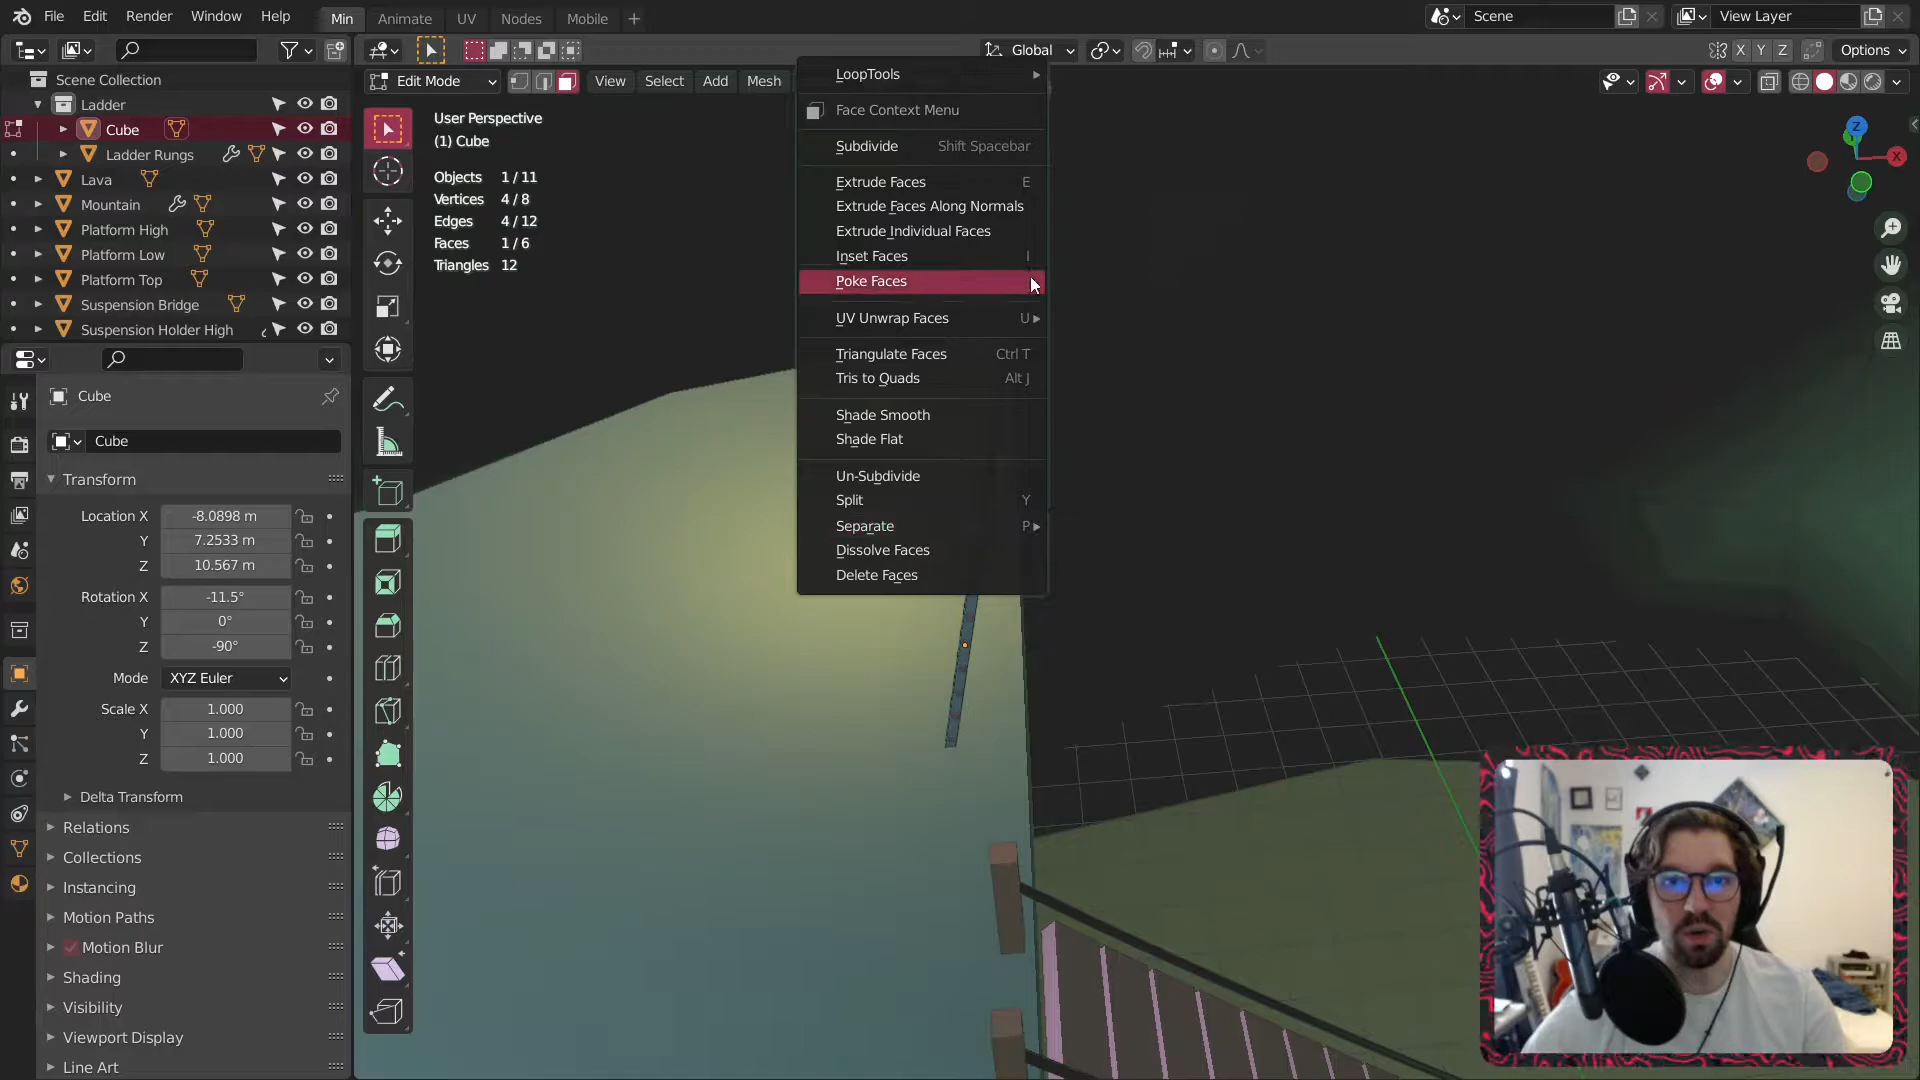 File Edit Render Window Help Min Animate UV Nodes Mobile + Scene View Layer
Global X Y Z Options
Edit Mode View Select Add Mesh
Scene Collection
Ladder
Cube
Ladder Rungs
Lava
Mountain
Platform High
Platform Low
Platform Top
Suspension Bridge
Suspension Holder High
Cube
Cube
Transform
Location X -8.0898 m
Y 7.2533 m
Z 10.567 m
Rotation X -11.5°
Y 0°
Z -90°
Mode XYZ Euler
Scale X 1.000
Y 1.000
Z 1.000
Delta Transform
Relations
Collections
Instancing
Motion Paths
Motion Blur
Shading
Visibility
Viewport Display
Line Art
User Perspective
(1) Cube
Objects 1 / 11
Vertices 4 / 8
Edges 4 / 12
Faces 1 / 6
Triangles 12
LoopTools
Face Context Menu
Subdivide Shift Spacebar
Extrude Faces E
Extrude Faces Along Normals
Extrude Individual Faces
Inset Faces I
Poke Faces
UV Unwrap Faces U
Triangulate Faces Ctrl T
Tris to Quads Alt J
Shade Smooth
Shade Flat
Un-Subdivide
Split Y
Separate P
Dissolve Faces
Delete Faces
Z
Y
X